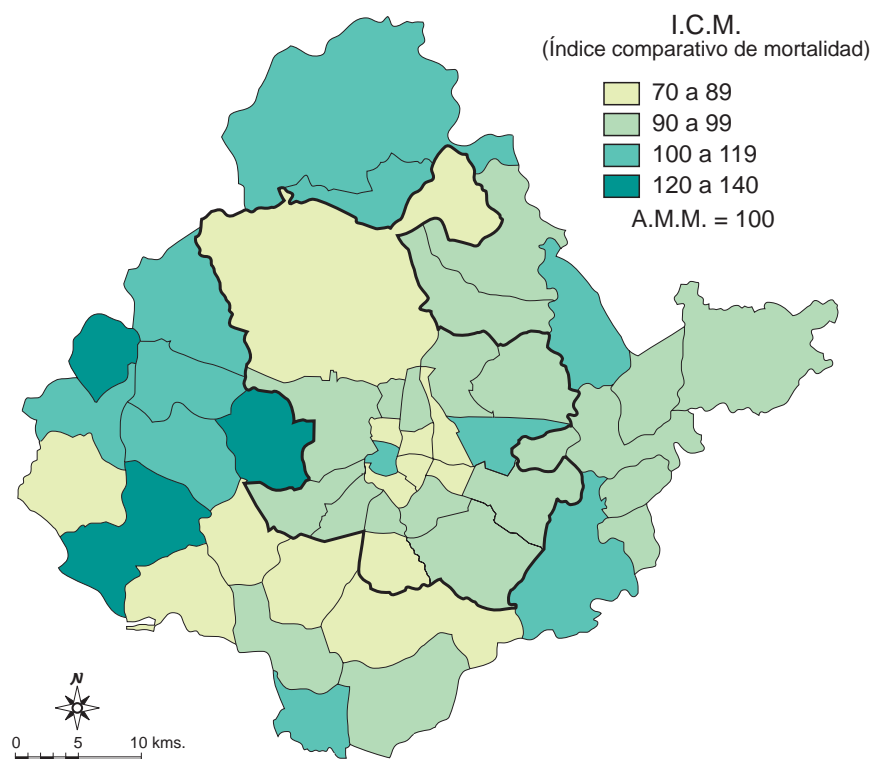 I.C.M.
(Índice comparativo de mortalidad)
70 a 89
90 a 99
100 a 119
120 a 140
A.M.M. = 100
N
0 5 10 kms.